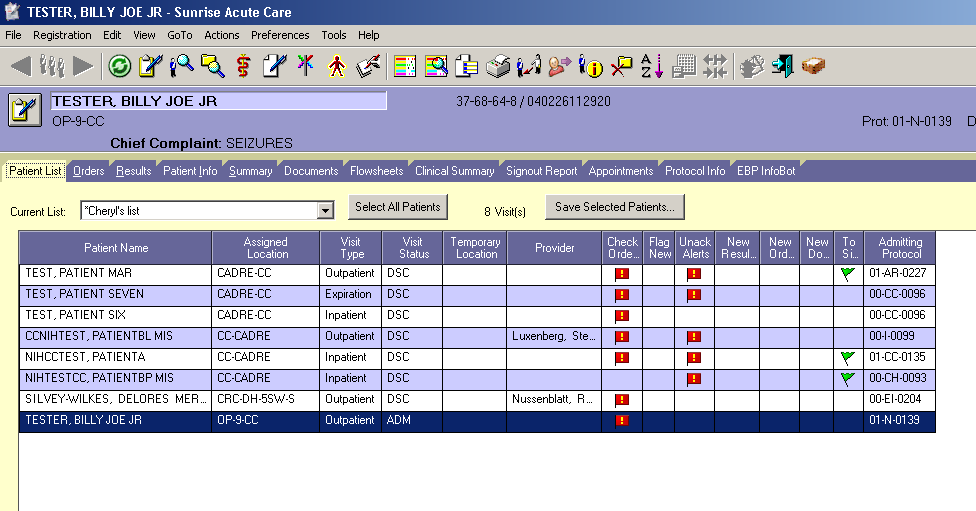 TESTER, BILLY JOE JR - Sunrise Acute Care
File Registration Edit View GoTo Actions Preferences Tools Help
TESTER, BILLY JOE JR 37-68-64-8 / 040226112920
OP-9-CC Prot: 01-N-0139 D
Chief Complaint: SEIZURES
Patient List Orders Results Patient Info Summary Documents Flowsheets Clinical Summary Signout Report Appointments Protocol Info EBP InfoBot
Current List: *Cheryl's list Select All Patients 8 Visit(s) Save Selected Patients...
Patient Name Assigned Location Visit Type Visit Status Temporary Location Provider Check Orde... Flag New Unack Alerts New Resul... New Ord... New Do... To Si... Admitting Protocol
TEST, PATIENT MAR CADRE-CC Outpatient DSC 01-AR-0227
TEST, PATIENT SEVEN CADRE-CC Expiration DSC 00-CC-0096
TEST, PATIENT SIX CADRE-CC Inpatient DSC 00-CC-0096
CCNIHTEST, PATIENTBL MIS CC-CADRE Outpatient DSC Luxenberg, Ste... 00-I-0099
NIHCCTEST, PATIENTA CC-CADRE Inpatient DSC 01-CC-0135
NIHTESTCC, PATIENTBP MIS CC-CADRE Inpatient DSC 00-CH-0093
SILVEY-WILKES, DELORES MER... CRC-DH-5SW-S Outpatient DSC Nussenblatt, R... 00-EI-0204
TESTER, BILLY JOE JR OP-9-CC Outpatient ADM 01-N-0139